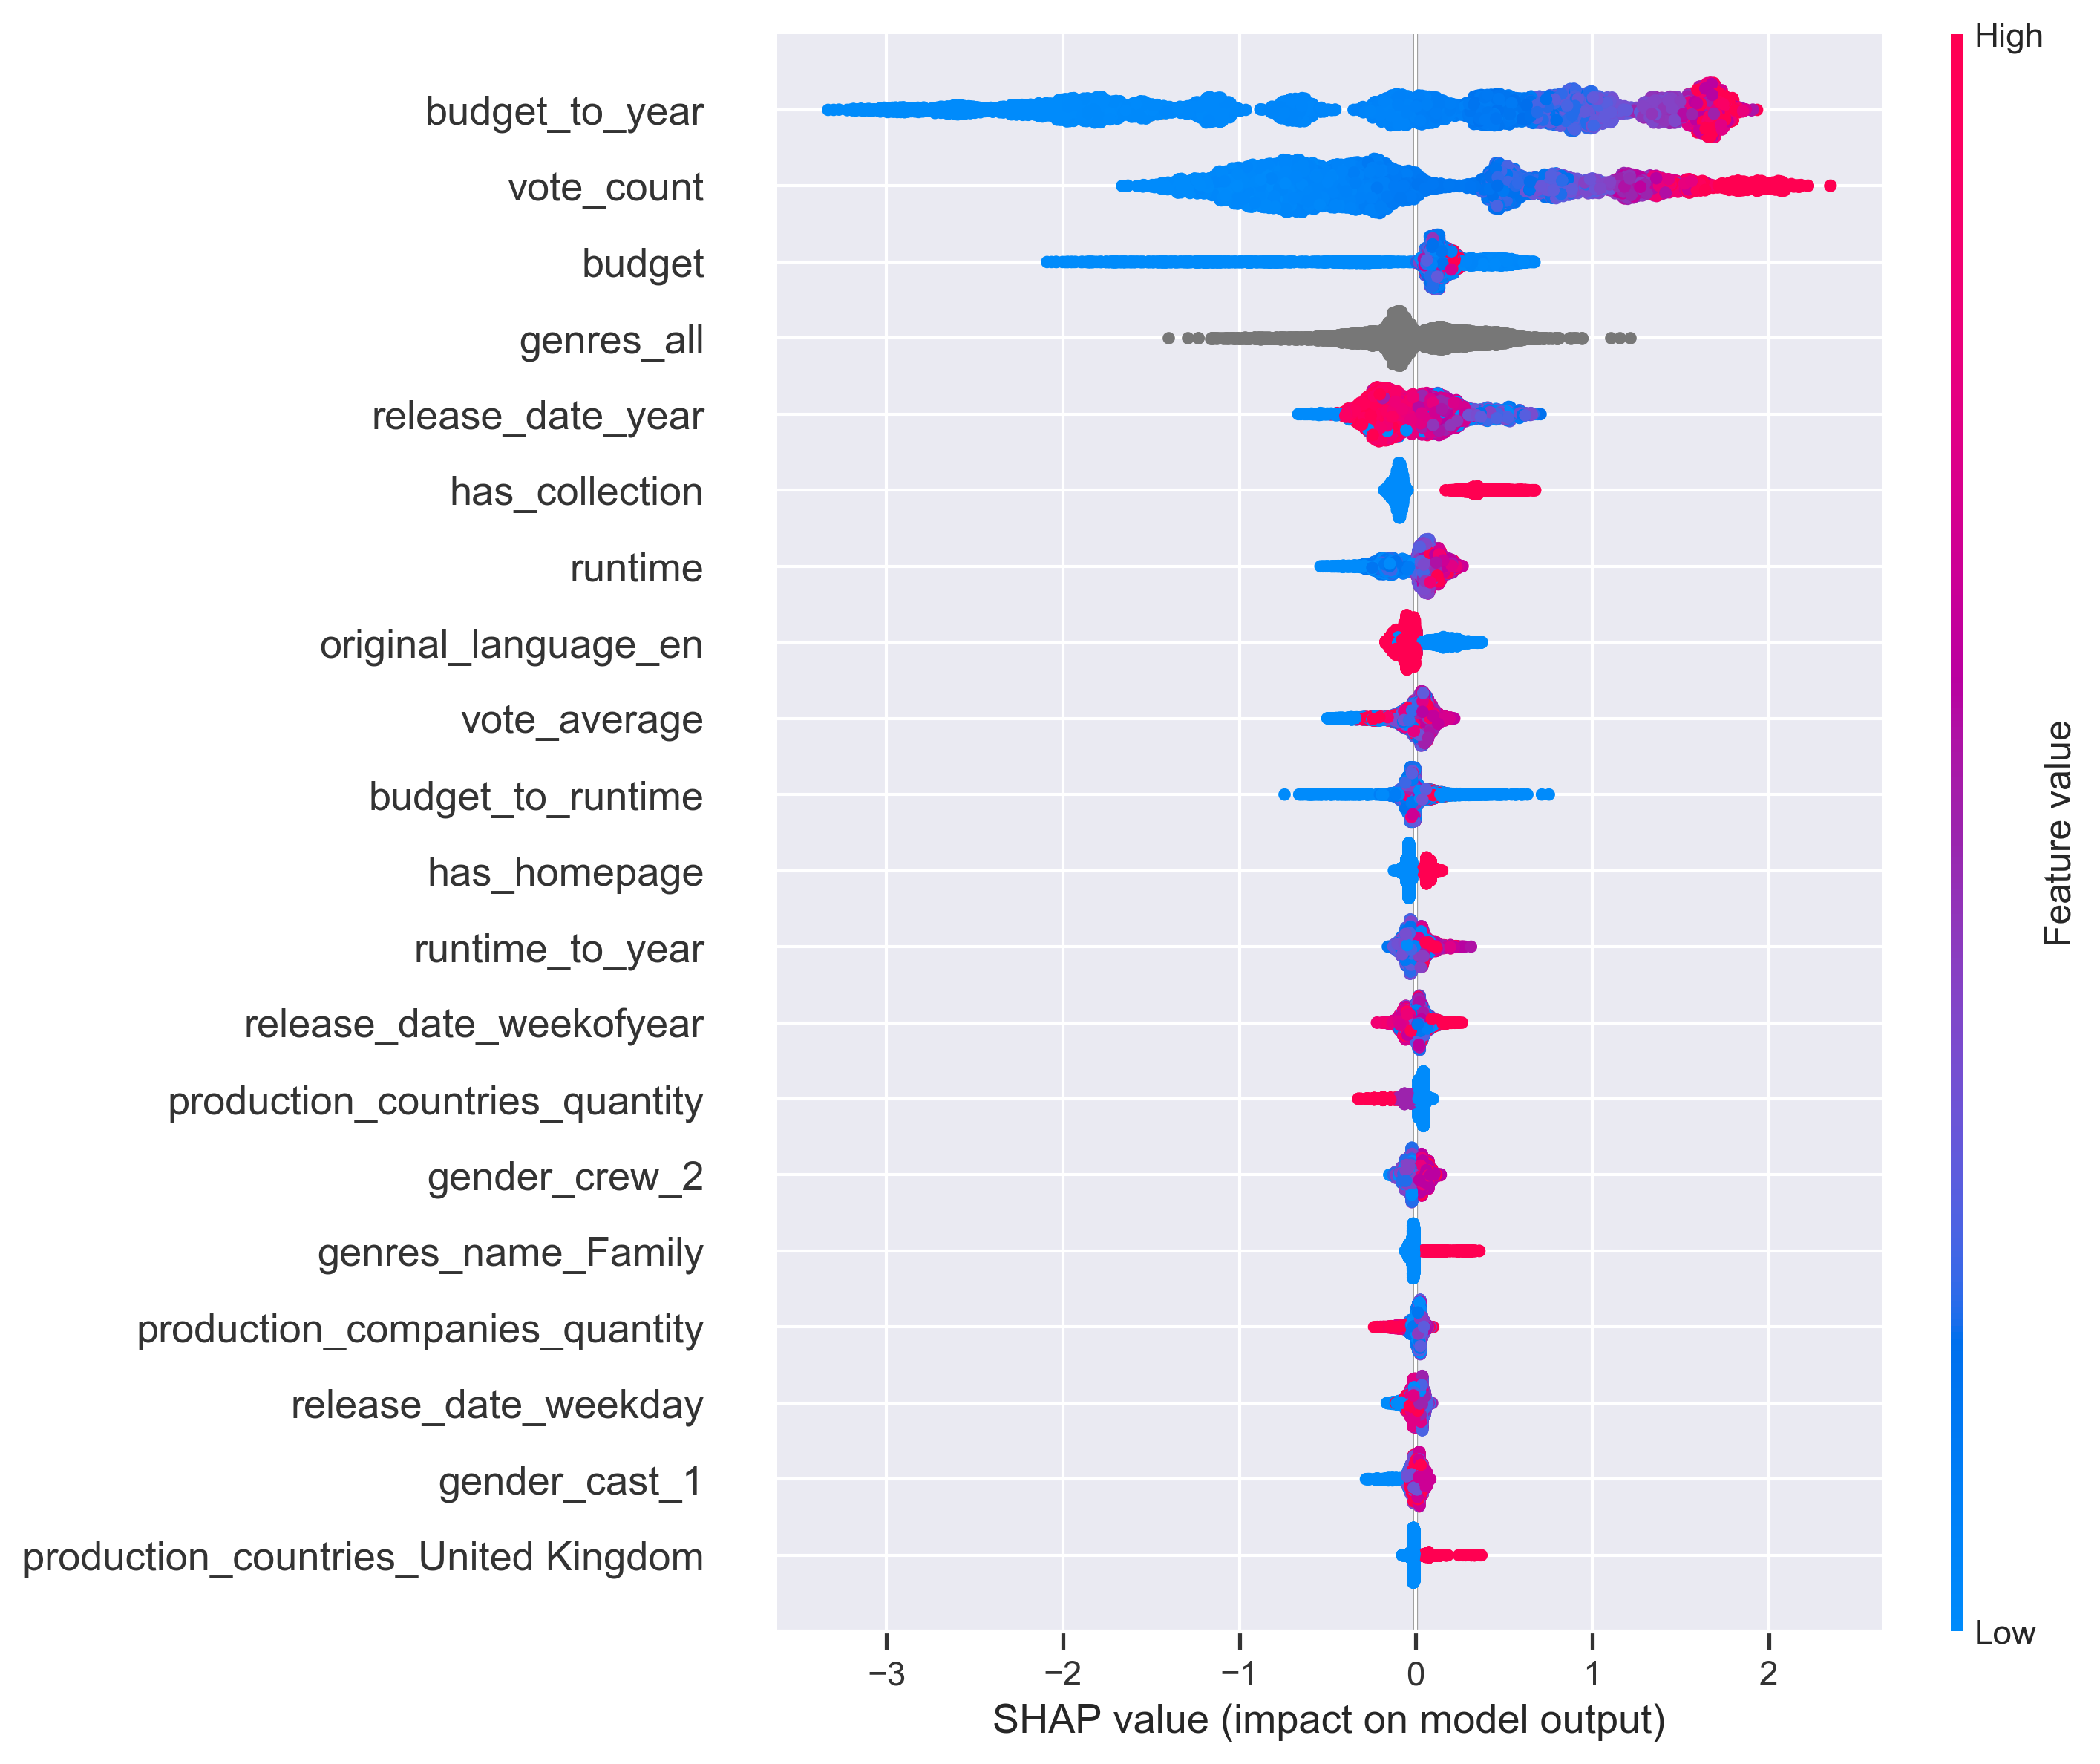 High
budget_to_year
vote_count
budget
genres_all
release_date_year
has_collection
runtime
original_language_en
vote_average
budget_to_runtime
has_homepage
runtime_to_year
release_date_weekofyear
production_countries_quantity
gender_crew_2
genres_name_Family
production_companies_quantity
release_date_weekday
gender_cast_1
production_countries_United Kingdom
Feature value
Low
−3 −2 −1 0 1 2
SHAP value (impact on model output)